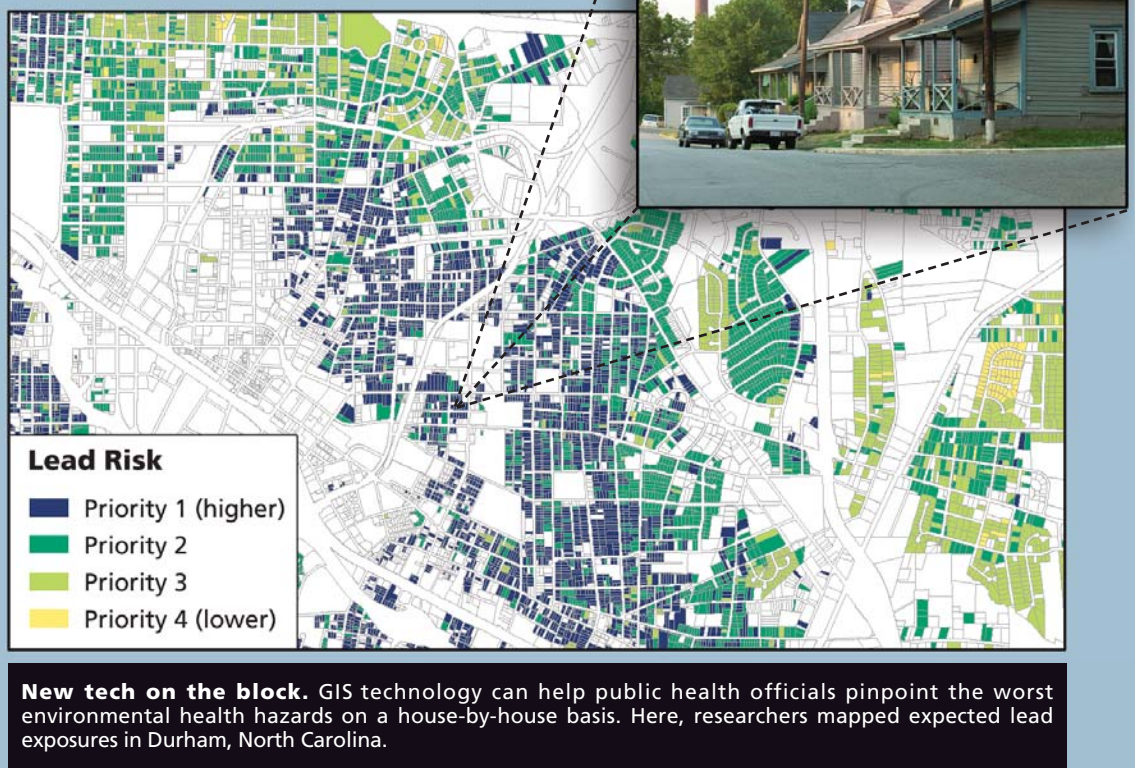 Lead Risk
Priority 1 (higher)
Priority 2
Priority 3
Priority 4 (lower)
New tech on the block. GIS technology can help public health officials pinpoint the worst
environmental health hazards on a house-by-house basis. Here, researchers mapped expected lead
exposures in Durham, North Carolina.